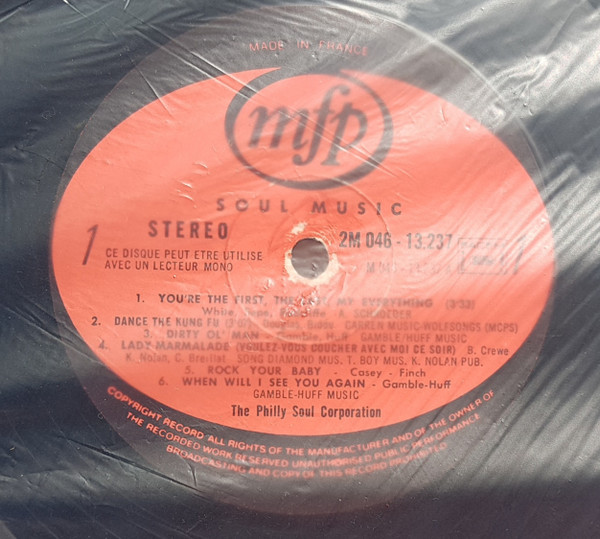 MADE IN FRANCE
mfp
SOUL MUSIC
1 STEREO 2M 046 - 13.237
CE DISQUE PEUT ETRE UTILISE
AVEC UN LECTEUR MONO
1. YOU'RE THE FIRST, THE MY EVERYTHING (3:33)
White, A. SCHROEDER
2. DANCE THE KUNG FU Douglas, Biddu CARREN MUSIC-WOLFSONGS (MCPS)
3. DIRTY OL' MAN Gamble, Huff GAMBLE/HUFF MUSIC
4. LADY MARMALADE (VOULEZ VOUS COUCHER AVEC MOI CE SOIR) B. Crewe
K. Nolan, C. Breillat SONG DIAMOND MUS. T. BOY MUS. K. NOLAN PUB.
5. ROCK YOUR BABY - Casey - Finch
6. WHEN WILL I SEE YOU AGAIN - Gamble-Huff
GAMBLE-HUFF MUSIC
The Philly Soul Corporation
COPYRIGHT RECORD ALL RIGHTS OF THE MANUFACTURER AND OF THE OWNER OF
THE RECORDED WORK RESERVED UNAUTHORISED PUBLIC PERFORMANCE
BROADCASTING AND COPY OF THIS RECORD PROHIBITED